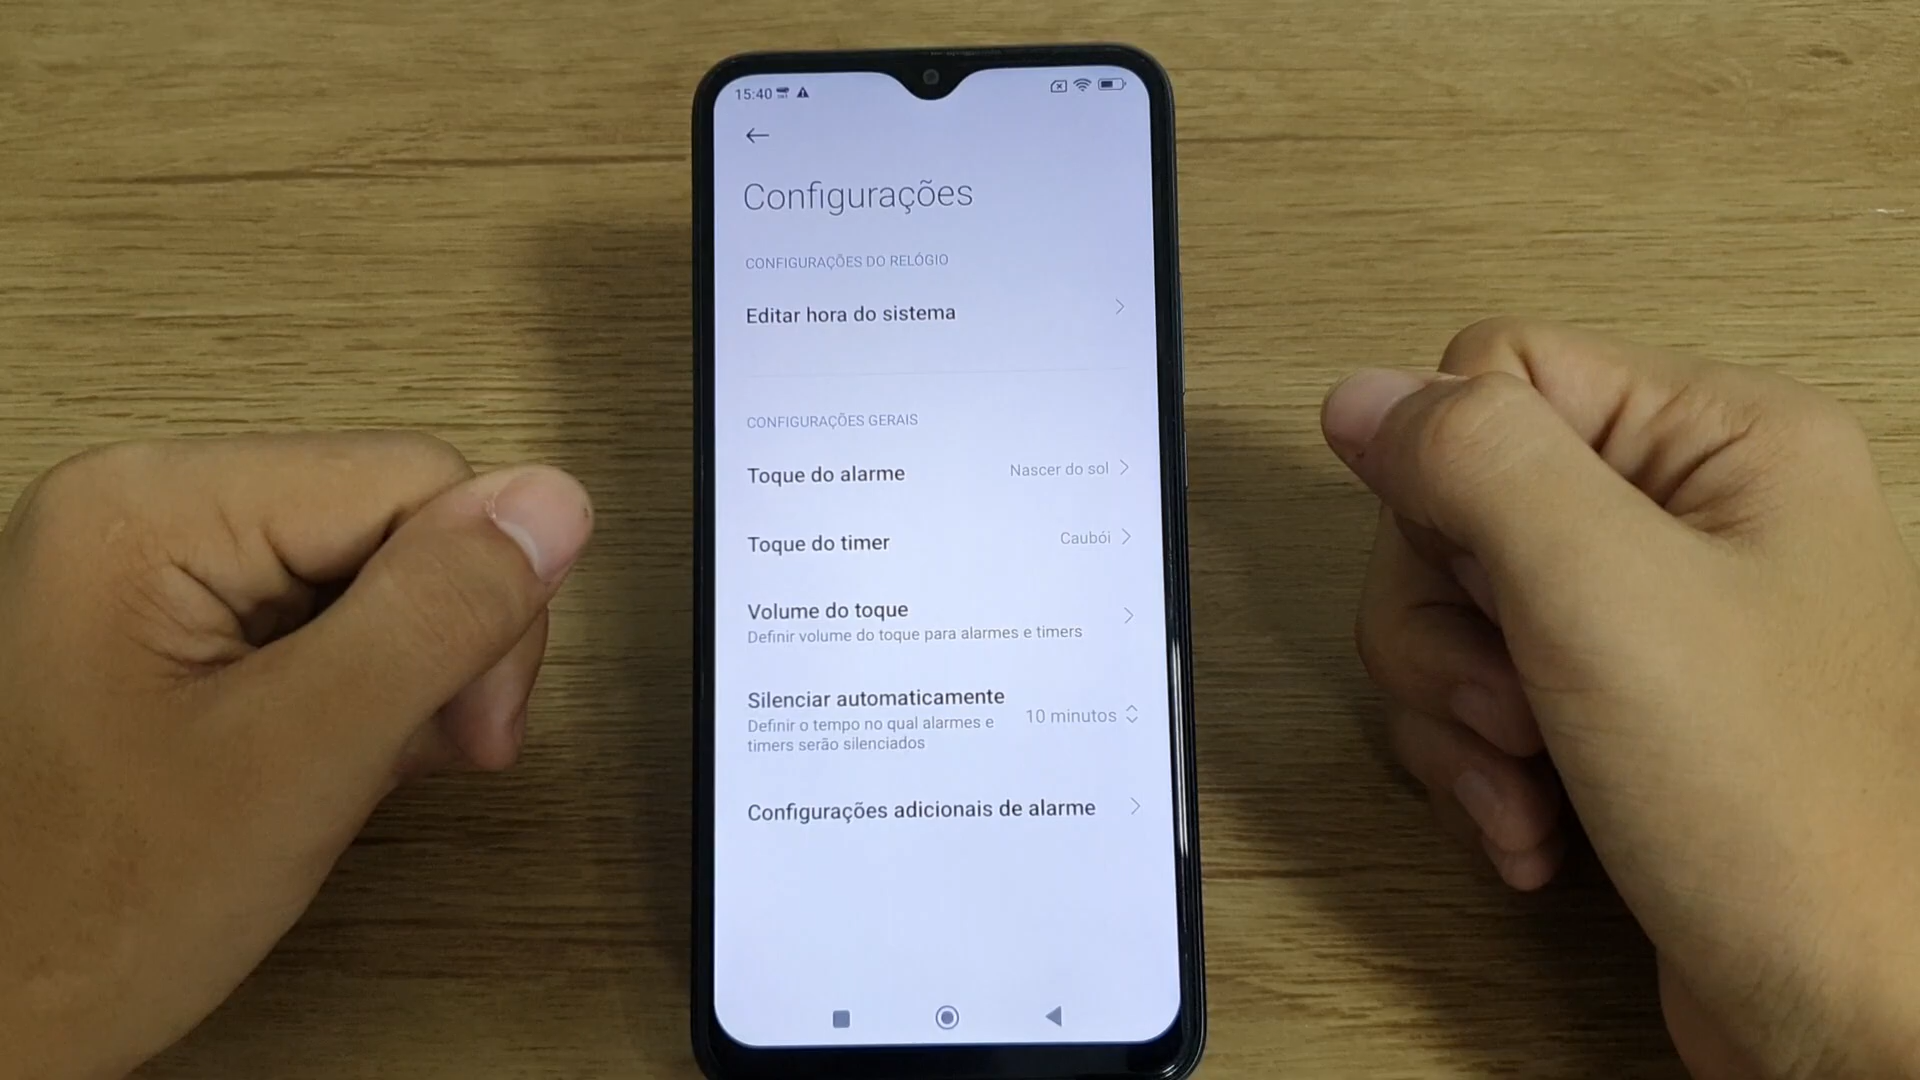 15:40
Configurações
CONFIGURAÇÕES DO RELÓGIO
Editar hora do sistema
CONFIGURAÇÕES GERAIS
Toque do alarme
Nascer do sol
Toque do timer
Caubói
Volume do toque
Definir volume do toque para alarmes e timers
Silenciar automaticamente
Definir o tempo no qual alarmes e
timers serão silenciados
10 minutos
Configurações adicionais de alarme